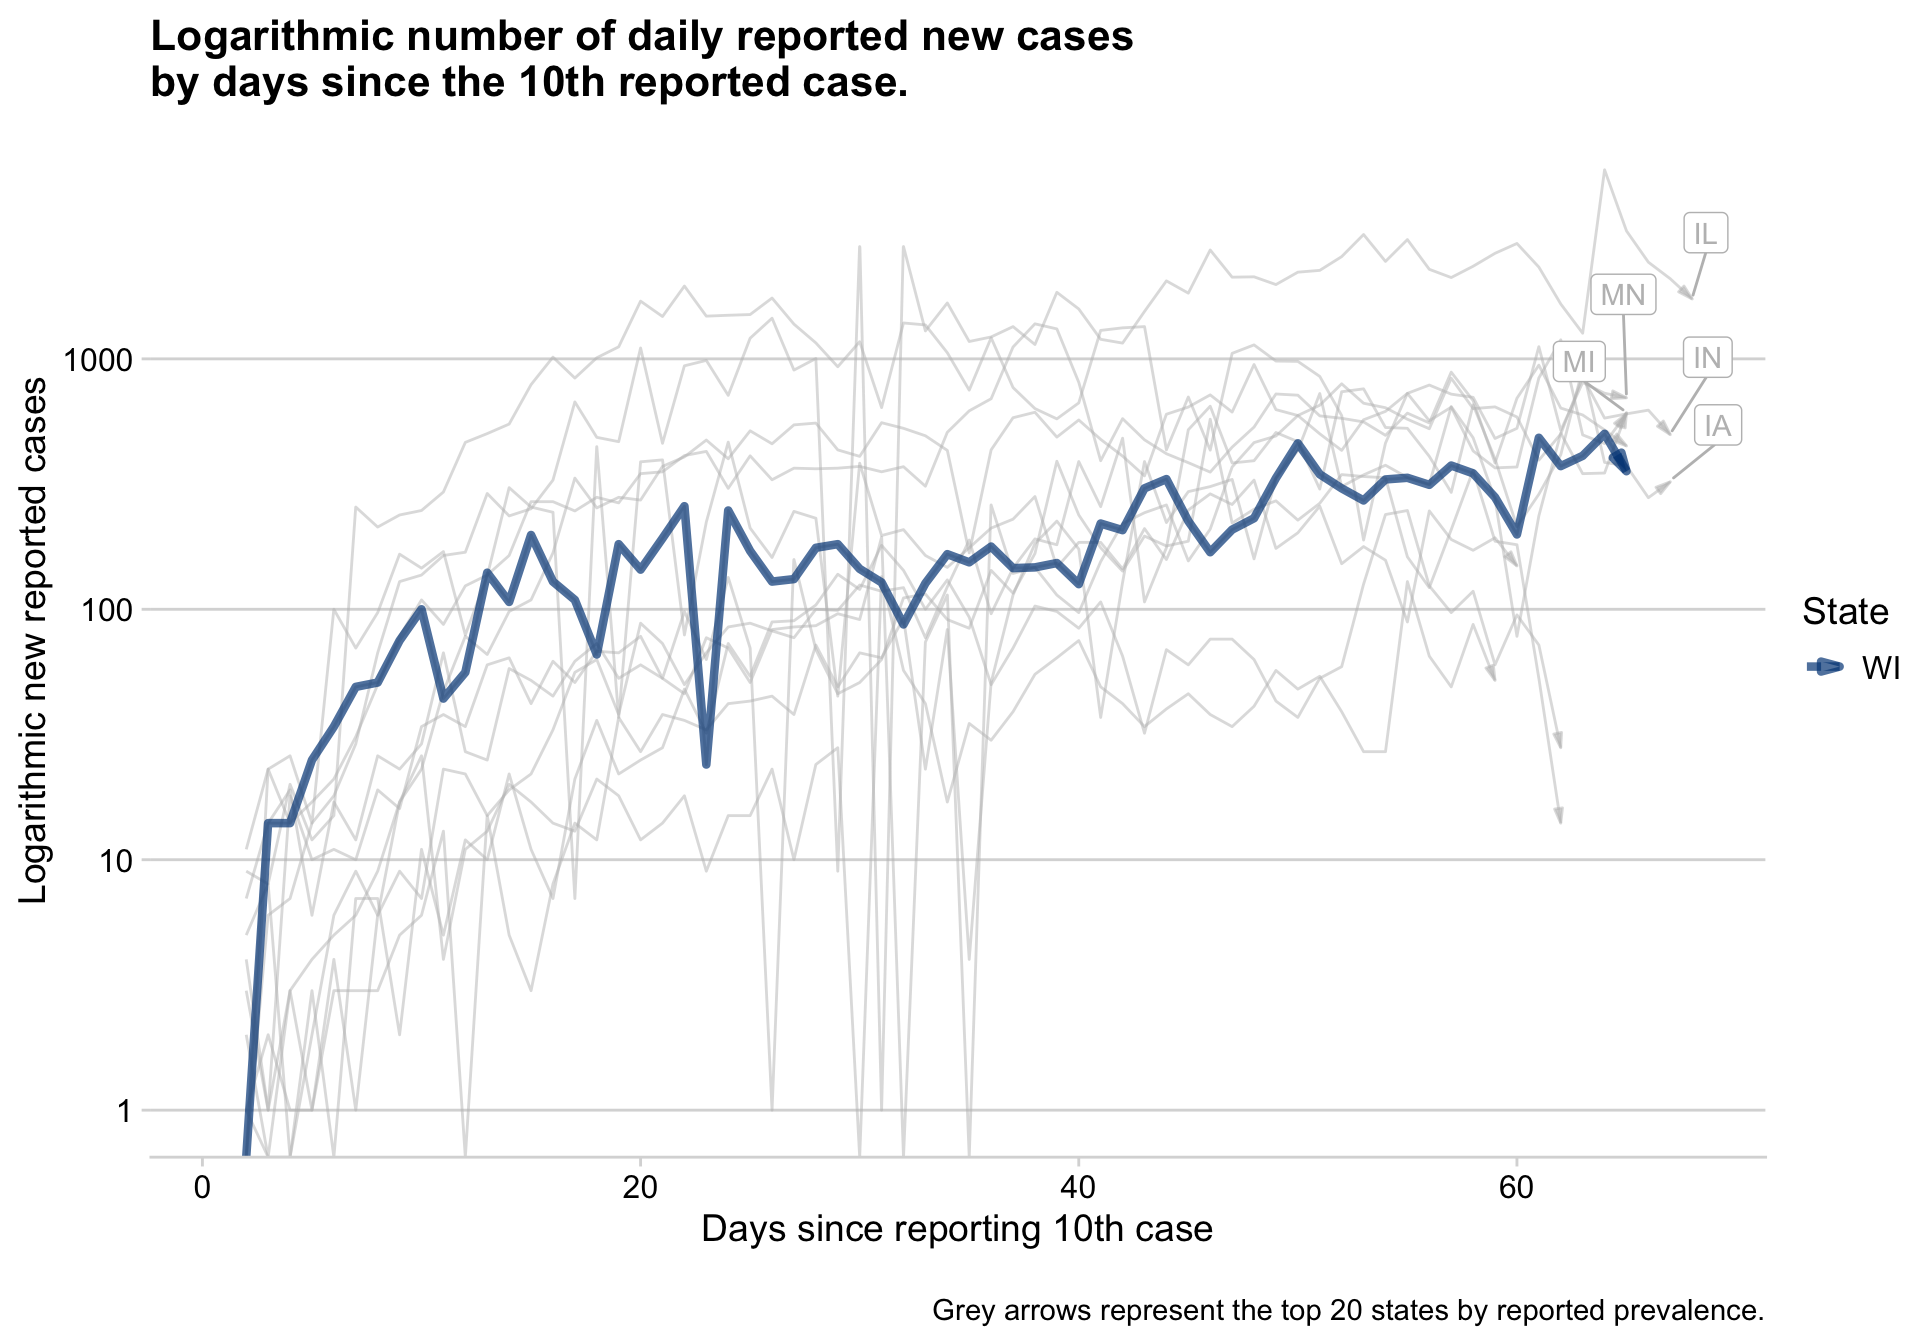 Logarithmic number of daily reported new cases
by days since the 10th reported case.
IL
MN
MI
IN
IA
1000
100
10
1
Logarithmic new reported cases
0
20
40
60
Days since reporting 10th case
State
WI
Grey arrows represent the top 20 states by reported prevalence.